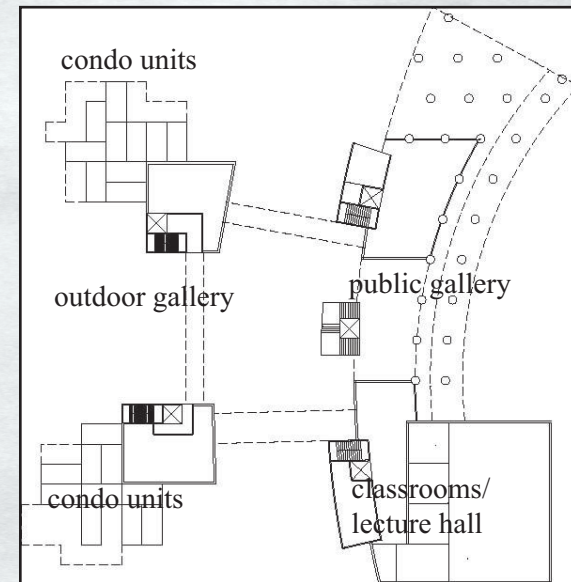 condo units
outdoor gallery
public gallery
condo units
classrooms/
lecture hall